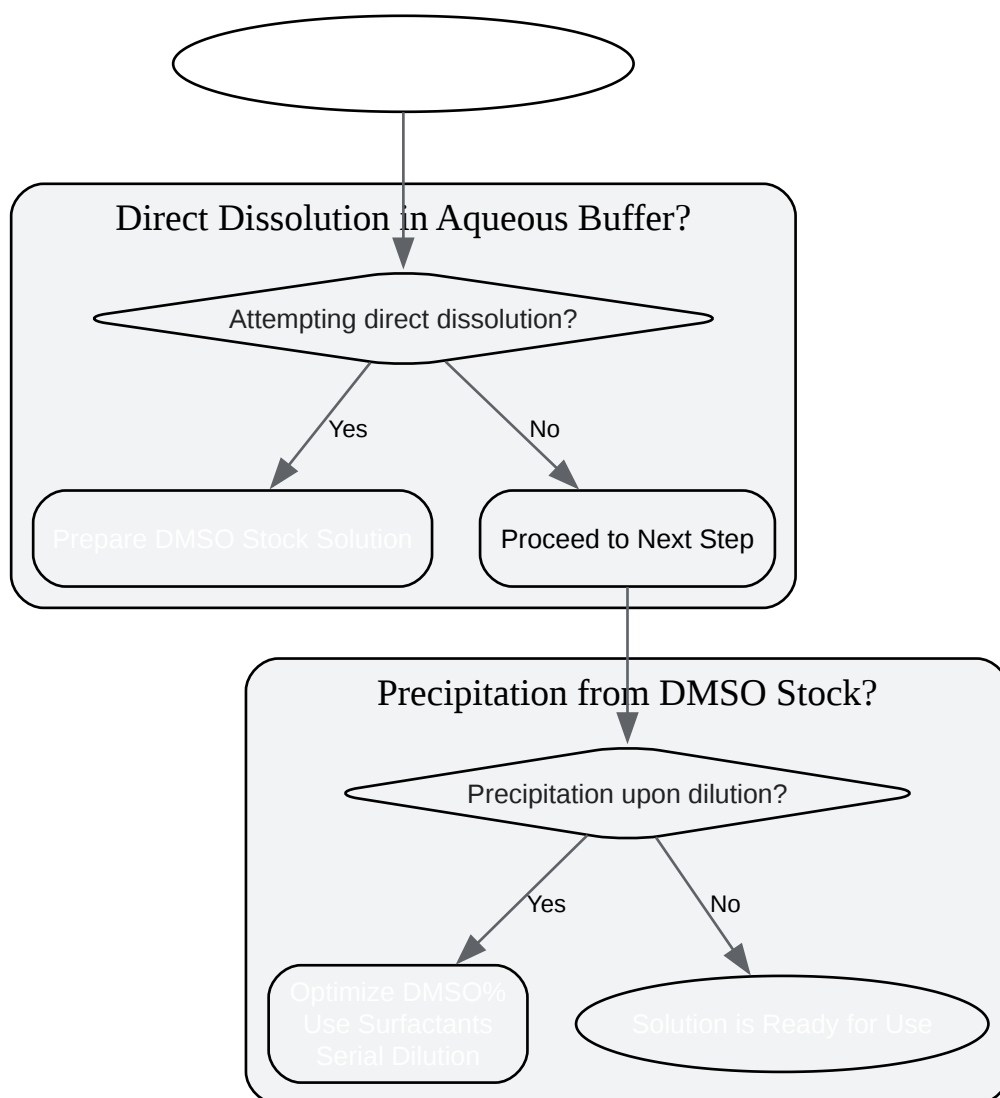 Direct Dissolution in Aqueous Buffer?
Attempting direct dissolution?
Yes
No
Prepare DMSO Stock Solution
Proceed to Next Step
Precipitation from DMSO Stock?
Precipitation upon dilution?
Yes
No
Optimize DMSO%
Use Surfactants
Serial Dilution
Solution is Ready for Use